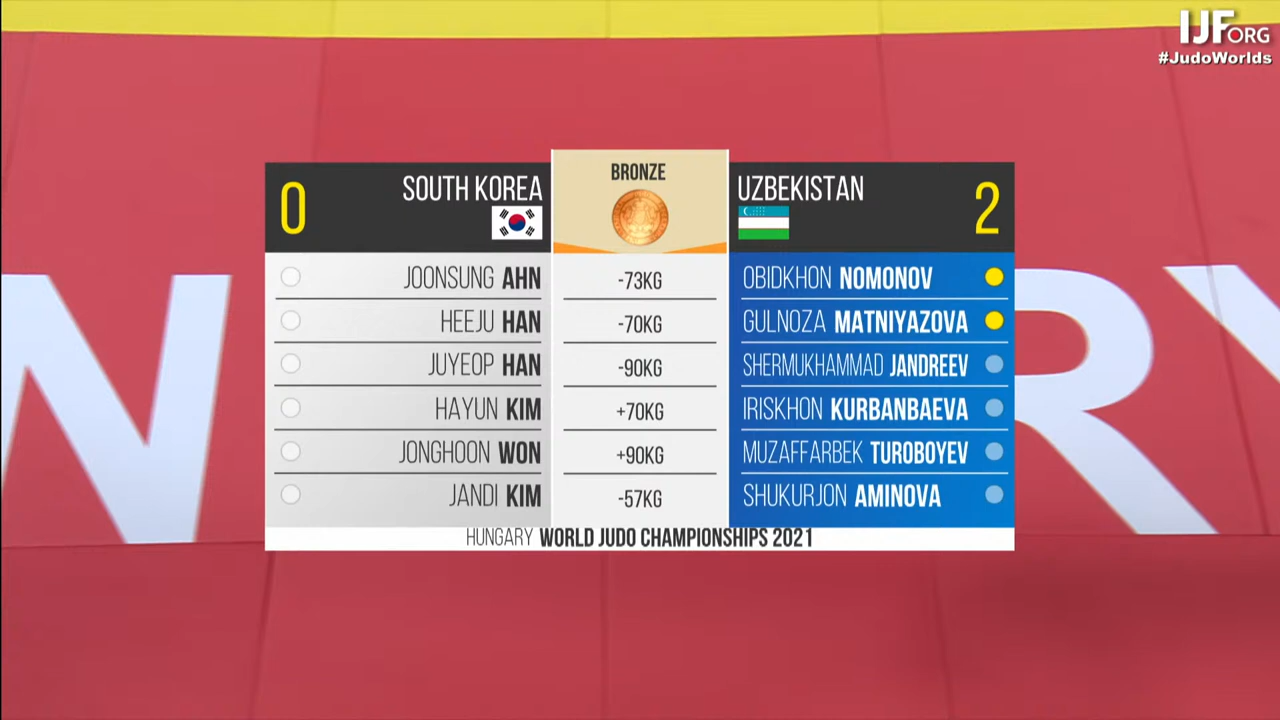 IJF.ORG
#JudoWorlds
0 SOUTH KOREA BRONZE UZBEKISTAN 2
JOONSUNG AHN -73KG OBIDKHON NOMONOV
HEEJU HAN -70KG GULNOZA MATNIYAZOVA
JUYEOP HAN -90KG SHERMUKHAMMAD JANDREEV
HAYUN KIM +70KG IRISKHON KURBANBAEVA
JONGHOON WON +90KG MUZAFFARBEK TUROBOYEV
JANDI KIM -57KG SHUKURJON AMINOVA
HUNGARY WORLD JUDO CHAMPIONSHIPS 2021
N RY